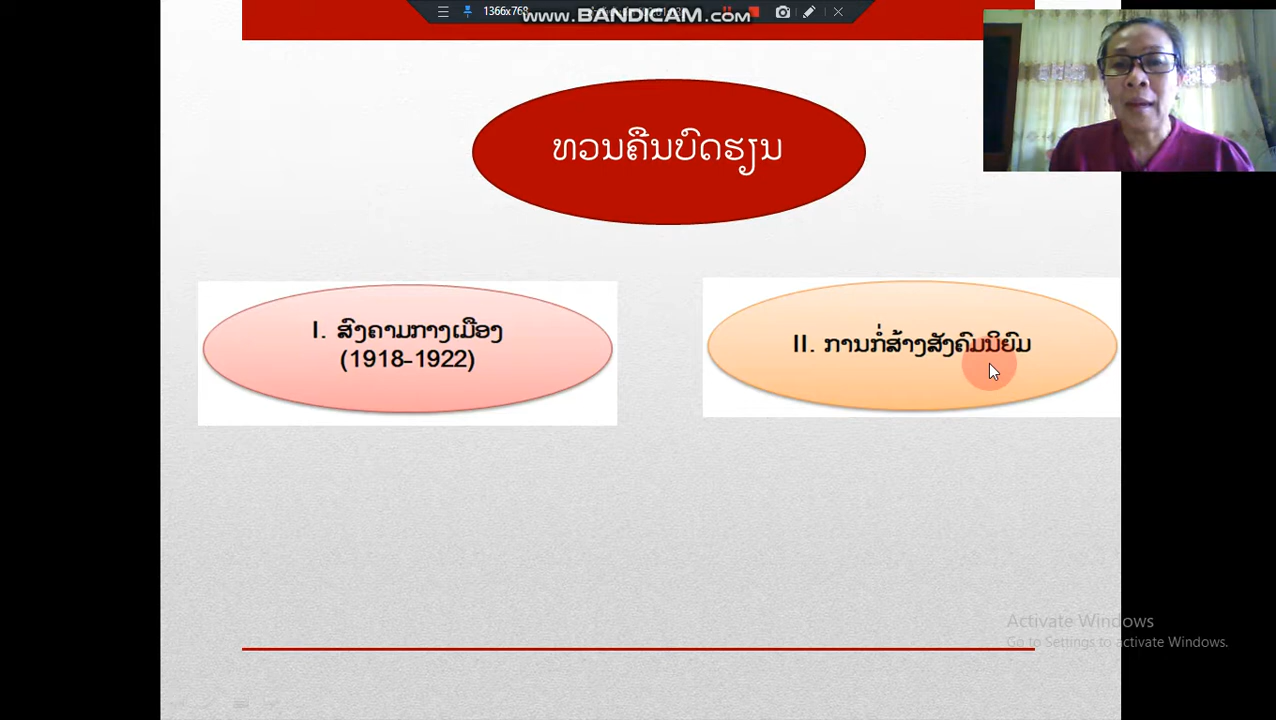 1366x768
www.BANDICAM.com
ທວນຄືນບົດຮຽນ
I. ສົງຄາມກາງເມືອງ
(1918-1922)
II. ການກໍ່ສ້າງສັງຄົມນິຍົມ
Activate Windows
Go to Settings to activate Windows.